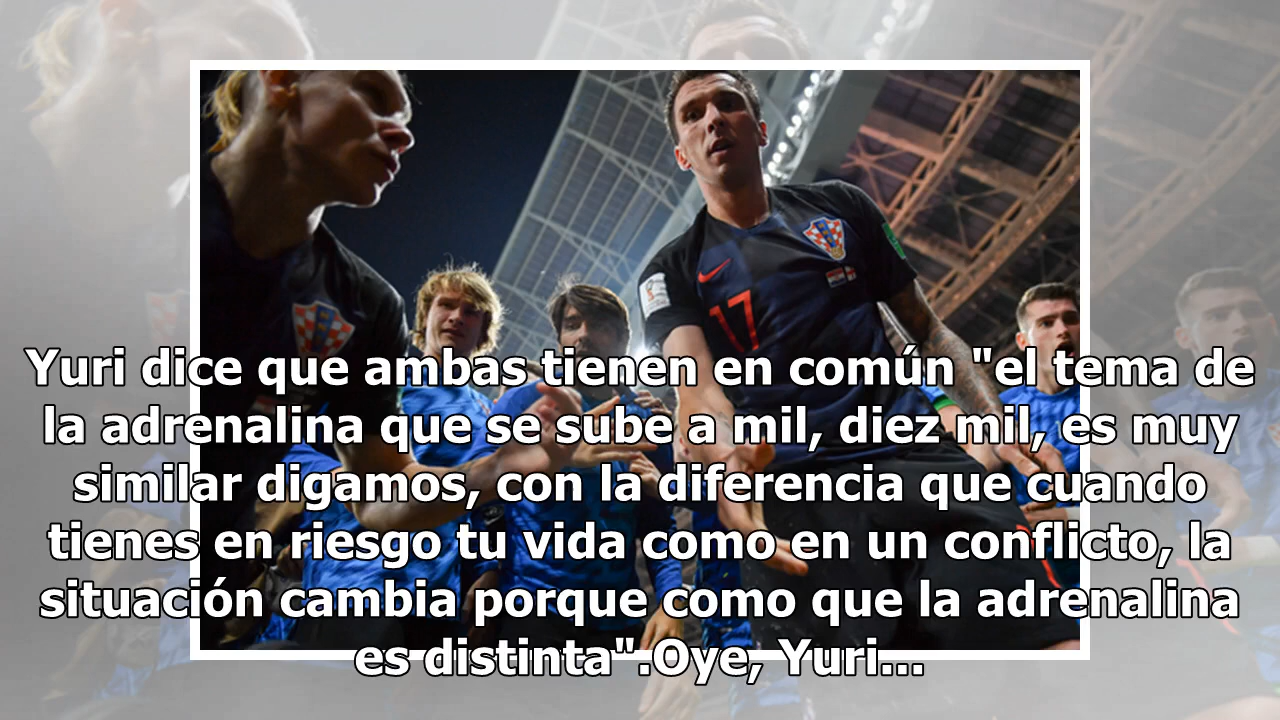 Yuri dice que ambas tienen en común "el tema de
la adrenalina que se sube a mil, diez mil, es muy
similar digamos, con la diferencia que cuando
tienes en riesgo tu vida como en un conflicto, la
situación cambia porque como que la adrenalina
es distinta".Oye, Yuri...
17